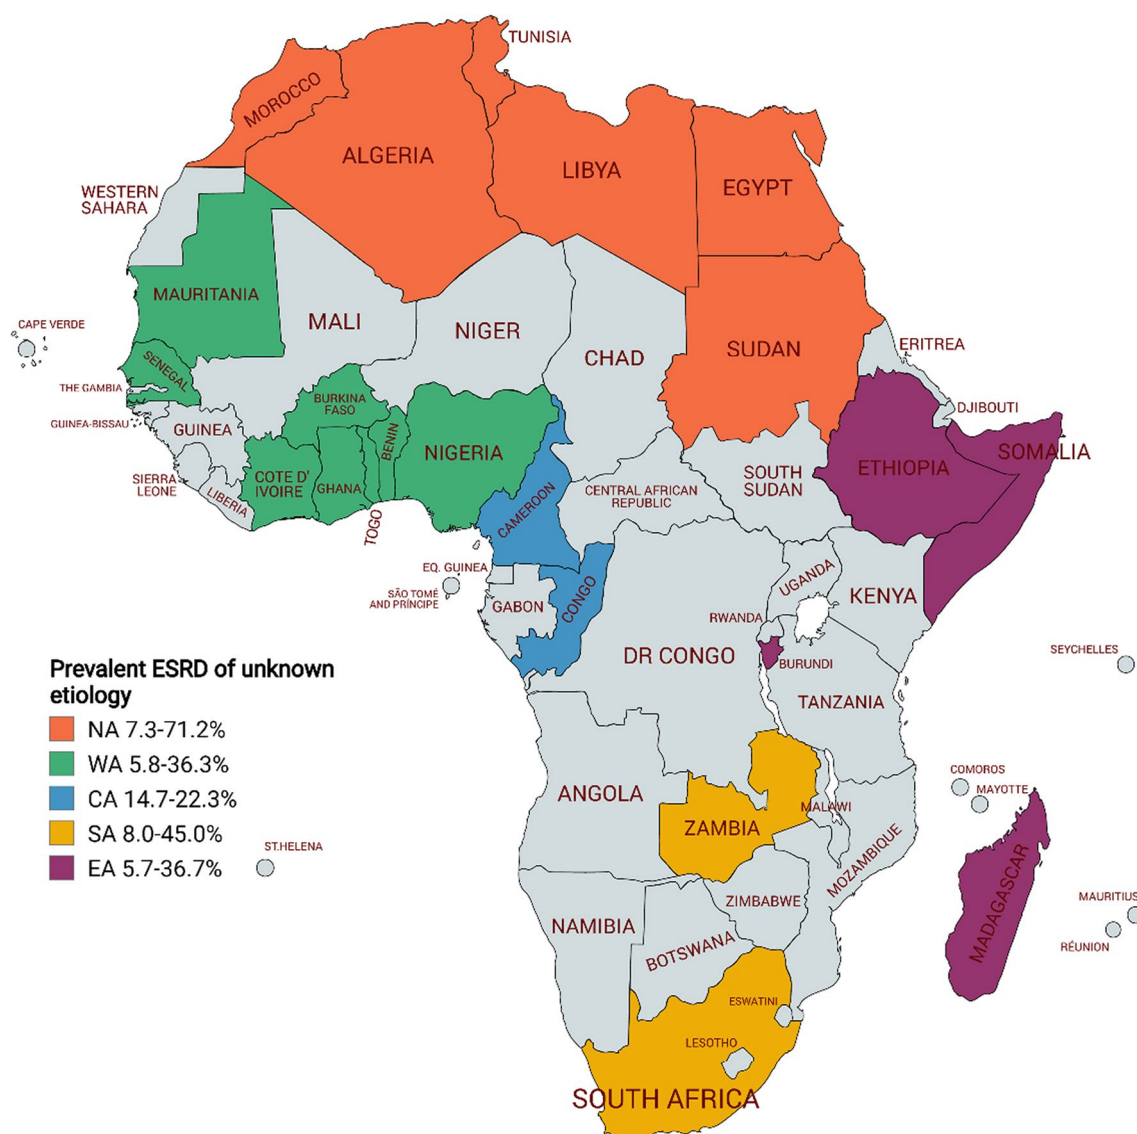 TUNISIA
MOROCCO
ALGERIA
LIBYA
EGYPT
WESTERN
SAHARA
MAURITANIA
MALI
NIGER
CHAD
SUDAN
ERITREA
CAPE VERDE
SENEGAL
THE GAMBIA
GUINEA-BISSAU
GUINEA
BURKINA
FASO
BENIN
NIGERIA
DJIBOUTI
SOMALIA
ETHIOPIA
SIERRA
LEONE
LIBERIA
COTE D'
IVOIRE
GHANA
TOGO
CAMEROON
CENTRAL AFRICAN
REPUBLIC
SOUTH
SUDAN
EQ. GUINEA
SÃO TOMÉ
AND PRÍNCIPE
GABON
CONGO
UGANDA
KENYA
RWANDA
DR CONGO
BURUNDI
SEYCHELLES
TANZANIA
Prevalent ESRD of unknown
etiology
NA 7.3-71.2%
WA 5.8-36.3%
CA 14.7-22.3%
SA 8.0-45.0%
EA 5.7-36.7%
COMOROS
MAYOTTE
ANGOLA
MALAWI
ZAMBIA
ST.HELENA
MOZAMBIQUE
MADAGASCAR
ZIMBABWE
MAURITIUS
NAMIBIA
BOTSWANA
RÉUNION
ESWATINI
LESOTHO
SOUTH AFRICA